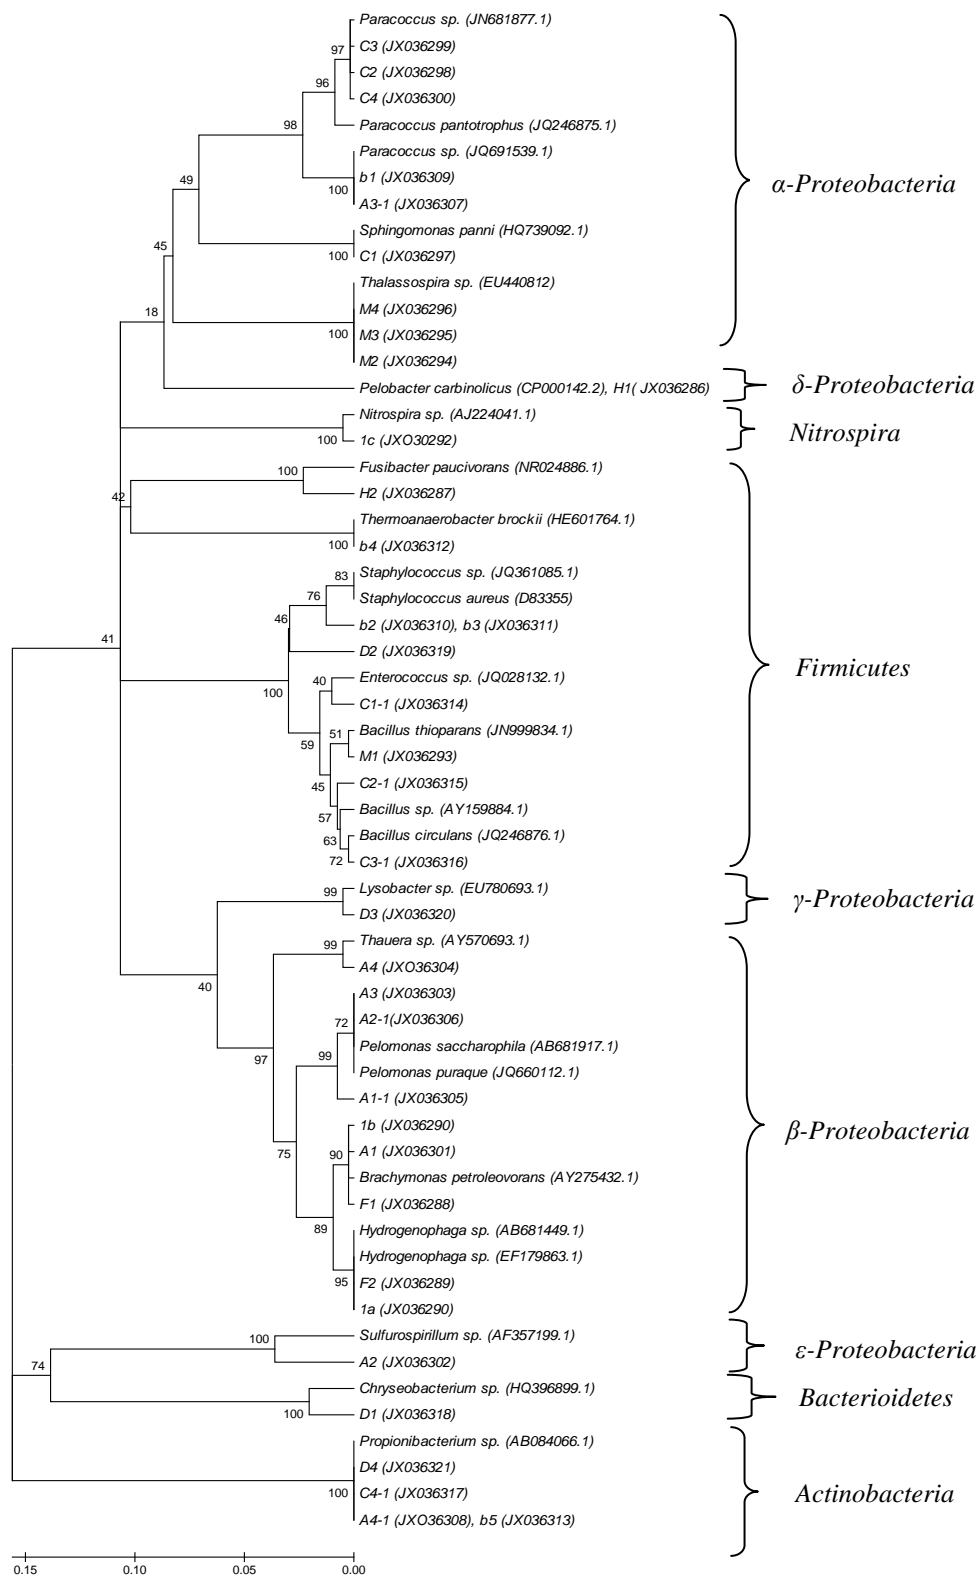 Paracoccus sp. (JN681877.1)
C3 (JX036299)
97
C2 (JX036298)
96
C4 (JX036300)
98
Paracoccus pantotrophus (JQ246875.1)
Paracoccus sp. (JQ691539.1)
49
b1 (JX036309)
α-Proteobacteria
100
A3-1 (JX036307)
Sphingomonas panni (HQ739092.1)
45
100
C1 (JX036297)
Thalassospira sp. (EU440812)
18
M4 (JX036296)
100
M3 (JX036295)
M2 (JX036294)
Pelobacter carbinolicus (CP000142.2), H1( JX036286)
δ-Proteobacteria
Nitrospira sp. (AJ224041.1)
Nitrospira
100
1c (JXO30292)
100
Fusibacter paucivorans (NR024886.1)
42
H2 (JX036287)
Thermoanaerobacter brockii (HE601764.1)
100
b4 (JX036312)
83
Staphylococcus sp. (JQ361085.1)
76
Staphylococcus aureus (D83355)
46
b2 (JX036310), b3 (JX036311)
41
D2 (JX036319)
Firmicutes
100
40
Enterococcus sp. (JQ028132.1)
C1-1 (JX036314)
59
51
Bacillus thioparans (JN999834.1)
M1 (JX036293)
45
C2-1 (JX036315)
57
Bacillus sp. (AY159884.1)
63
Bacillus circulans (JQ246876.1)
72
C3-1 (JX036316)
99
Lysobacter sp. (EU780693.1)
γ-Proteobacteria
D3 (JX036320)
99
Thauera sp. (AY570693.1)
40
A4 (JXO36304)
A3 (JX036303)
72
A2-1(JX036306)
97
99
Pelomonas saccharophila (AB681917.1)
Pelomonas puraque (JQ660112.1)
A1-1 (JX036305)
1b (JX036290)
β-Proteobacteria
75
90
A1 (JX036301)
Brachymonas petroleovorans (AY275432.1)
F1 (JX036288)
89
Hydrogenophaga sp. (AB681449.1)
Hydrogenophaga sp. (EF179863.1)
95
F2 (JX036289)
1a (JX036290)
100
Sulfurospirillum sp. (AF357199.1)
ε-Proteobacteria
74
A2 (JX036302)
Chryseobacterium sp. (HQ396899.1)
Bacterioidetes
100
D1 (JX036318)
Propionibacterium sp. (AB084066.1)
D4 (JX036321)
100
C4-1 (JX036317)
Actinobacteria
A4-1 (JXO36308), b5 (JX036313)
0.15 0.10 0.05 0.00